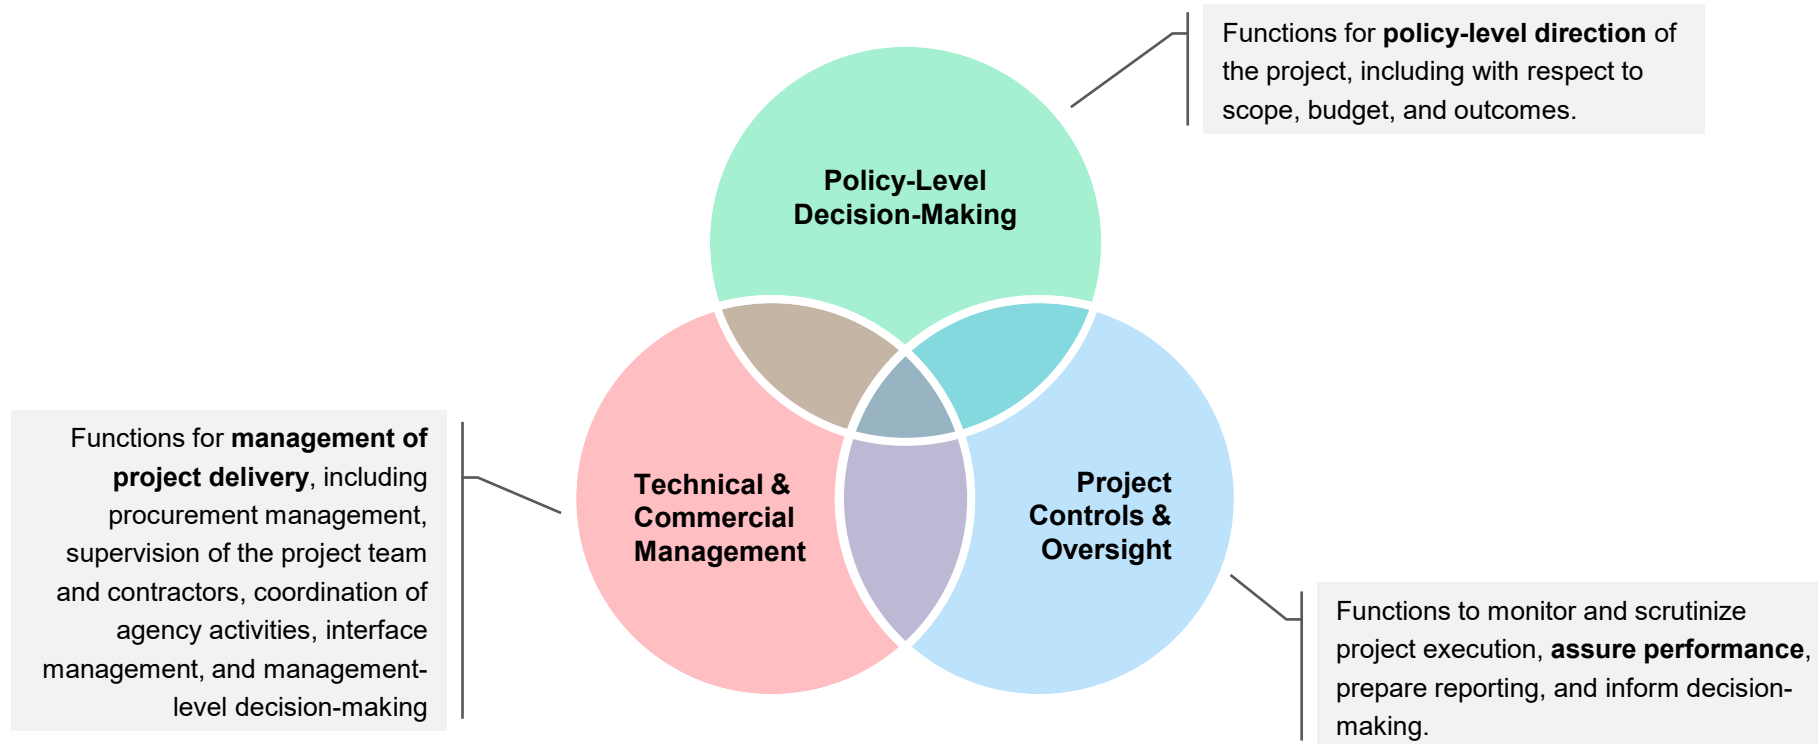 Functions for policy-level direction of
the project, including with respect to
scope, budget, and outcomes.
Policy-Level
Decision-Making
Functions for management of
project delivery, including
procurement management,
supervision of the project team
and contractors, coordination of
agency activities, interface
management, and management-
level decision-making
Technical &
Commercial
Management
Project
Controls &
Oversight
Functions to monitor and scrutinize
project execution, assure performance,
prepare reporting, and inform decision-
making.